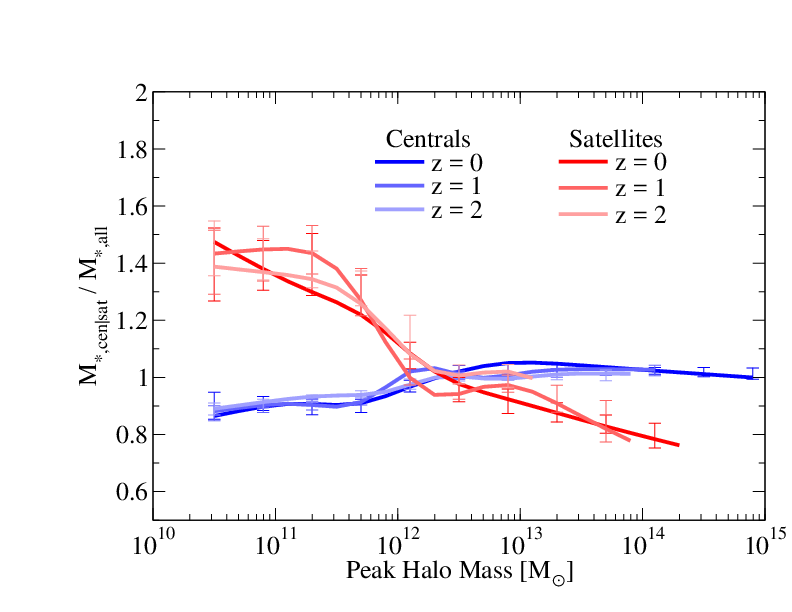 2
1.8
1.6
1.4
1.2
1
0.8
0.6
M*,cen|sat / M*,all
Centrals
z = 0
z = 1
z = 2
Satellites
z = 0
z = 1
z = 2
10^10 10^11 10^12 10^13 10^14 10^15
Peak Halo Mass [M⊙]